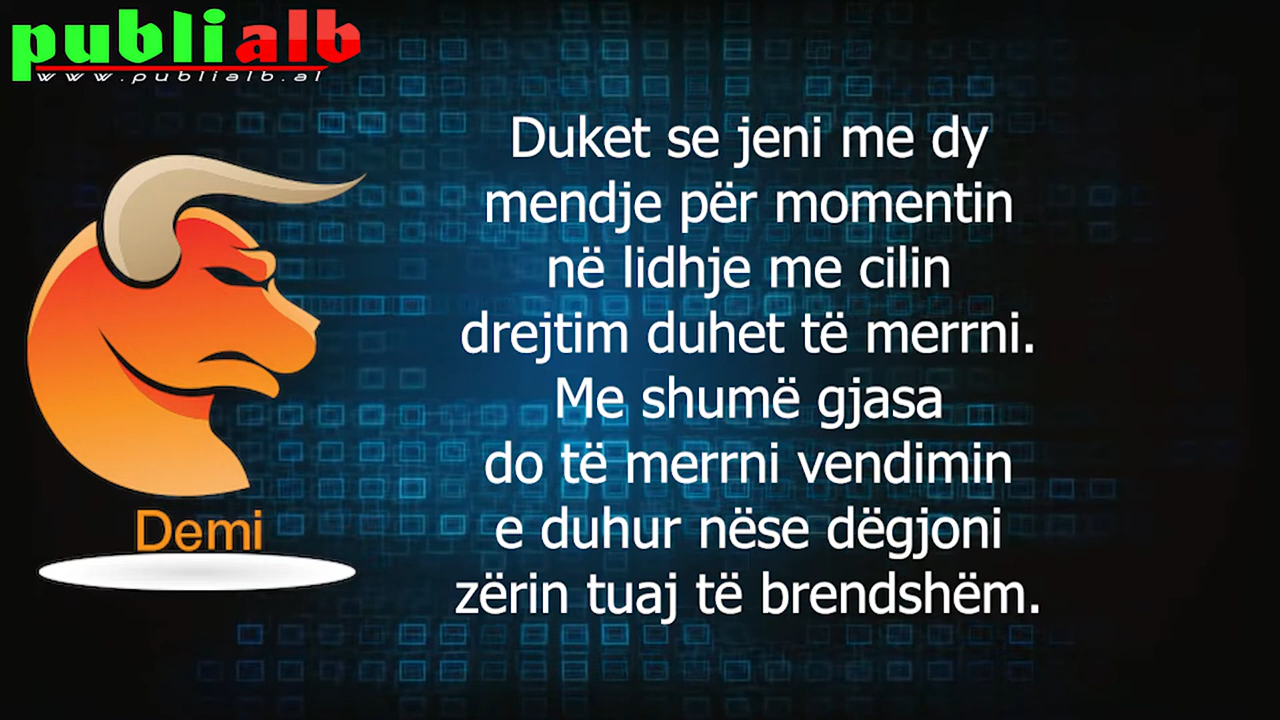 publialb
www.publialb.al
Duket se jeni me dy
mendje për momentin
në lidhje me cilin
drejtim duhet të merrni.
Me shumë gjasa
do të merrni vendimin
e duhur nëse dëgjoni
zërin tuaj të brendshëm.
Demi